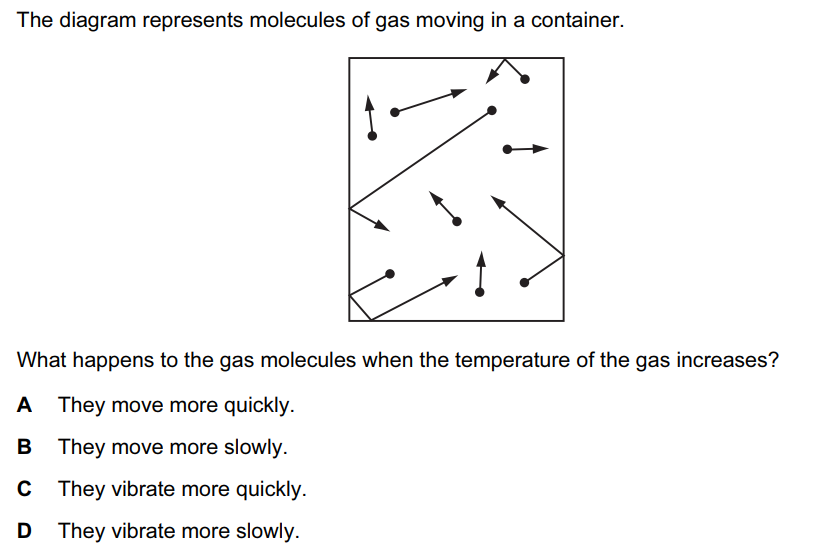 The diagram represents molecules of gas moving in a container.
What happens to the gas molecules when the temperature of the gas increases?
A They move more quickly.
B They move more slowly.
C They vibrate more quickly.
D They vibrate more slowly.